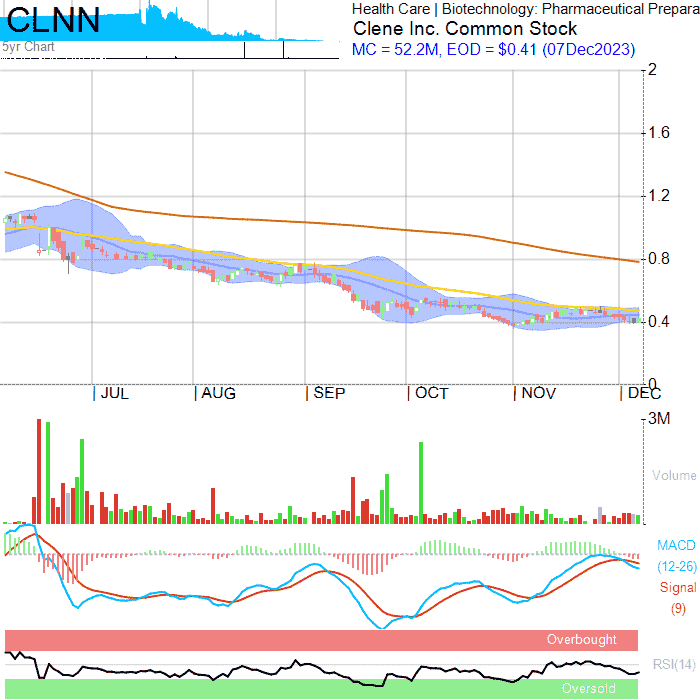 CLNN
Health Care | Biotechnology: Pharmaceutical Prepara
Clene Inc. Common Stock
5yr Chart
MC = 52.2M, EOD = $0.41 (07Dec2023)
2
1.6
1.2
0.8
0.4
0
JUL AUG SEP OCT NOV DEC
3M
Volume
MACD
(12-26)
Signal
(9)
Overbought
RSI(14)
Oversold